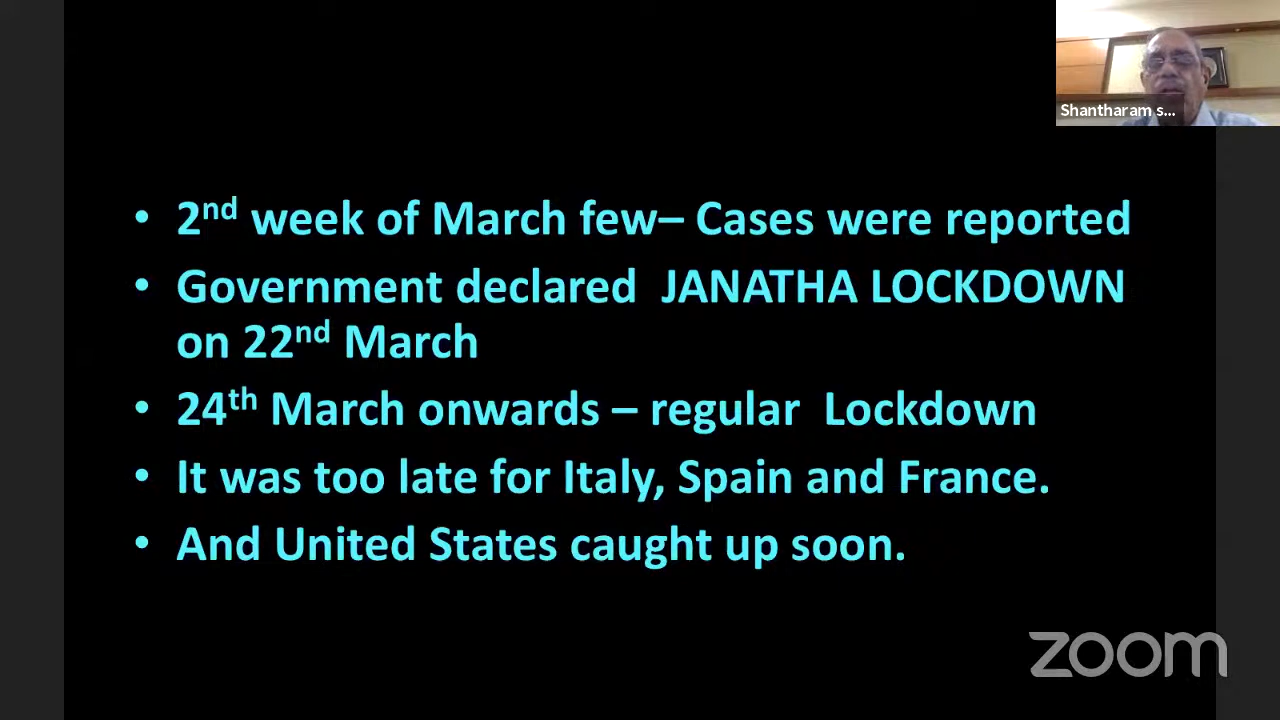 Shantharam s...
• 2nd week of March few– Cases were reported
• Government declared JANATHA LOCKDOWN
on 22nd March
• 24th March onwards – regular Lockdown
• It was too late for Italy, Spain and France.
• And United States caught up soon.
zoom